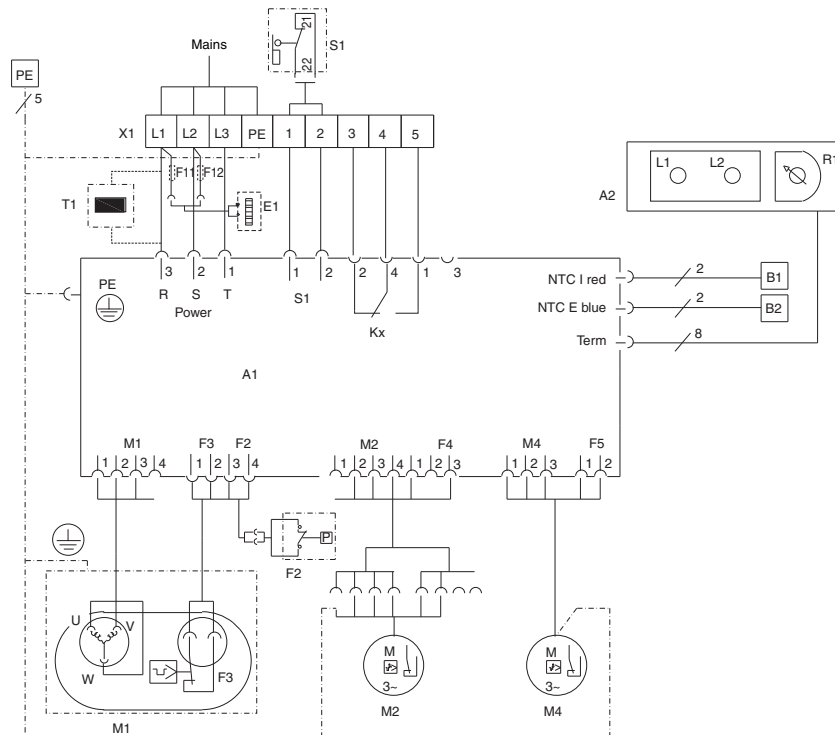 21
S1
22
Mains
PE
5
X1 L1 L2 L3 PE 1 2 3 4 5
F11 F12
T1
E1
L1 L2 R1
A2
3 2 1 1 2 2 4 1 3
PE R S T S1
Power
Kx
NTC I red 2 B1
NTC E blue 2 B2
Term 8
A1
M1 F3 F2 M2 F4 M4 F5
1 2 3 4 1 2 3 4 1 2 3 4 1 2 3 1 2 3 1 2
P
F2
U V
W F3
M1
M
3~
M2
M
3~
M4